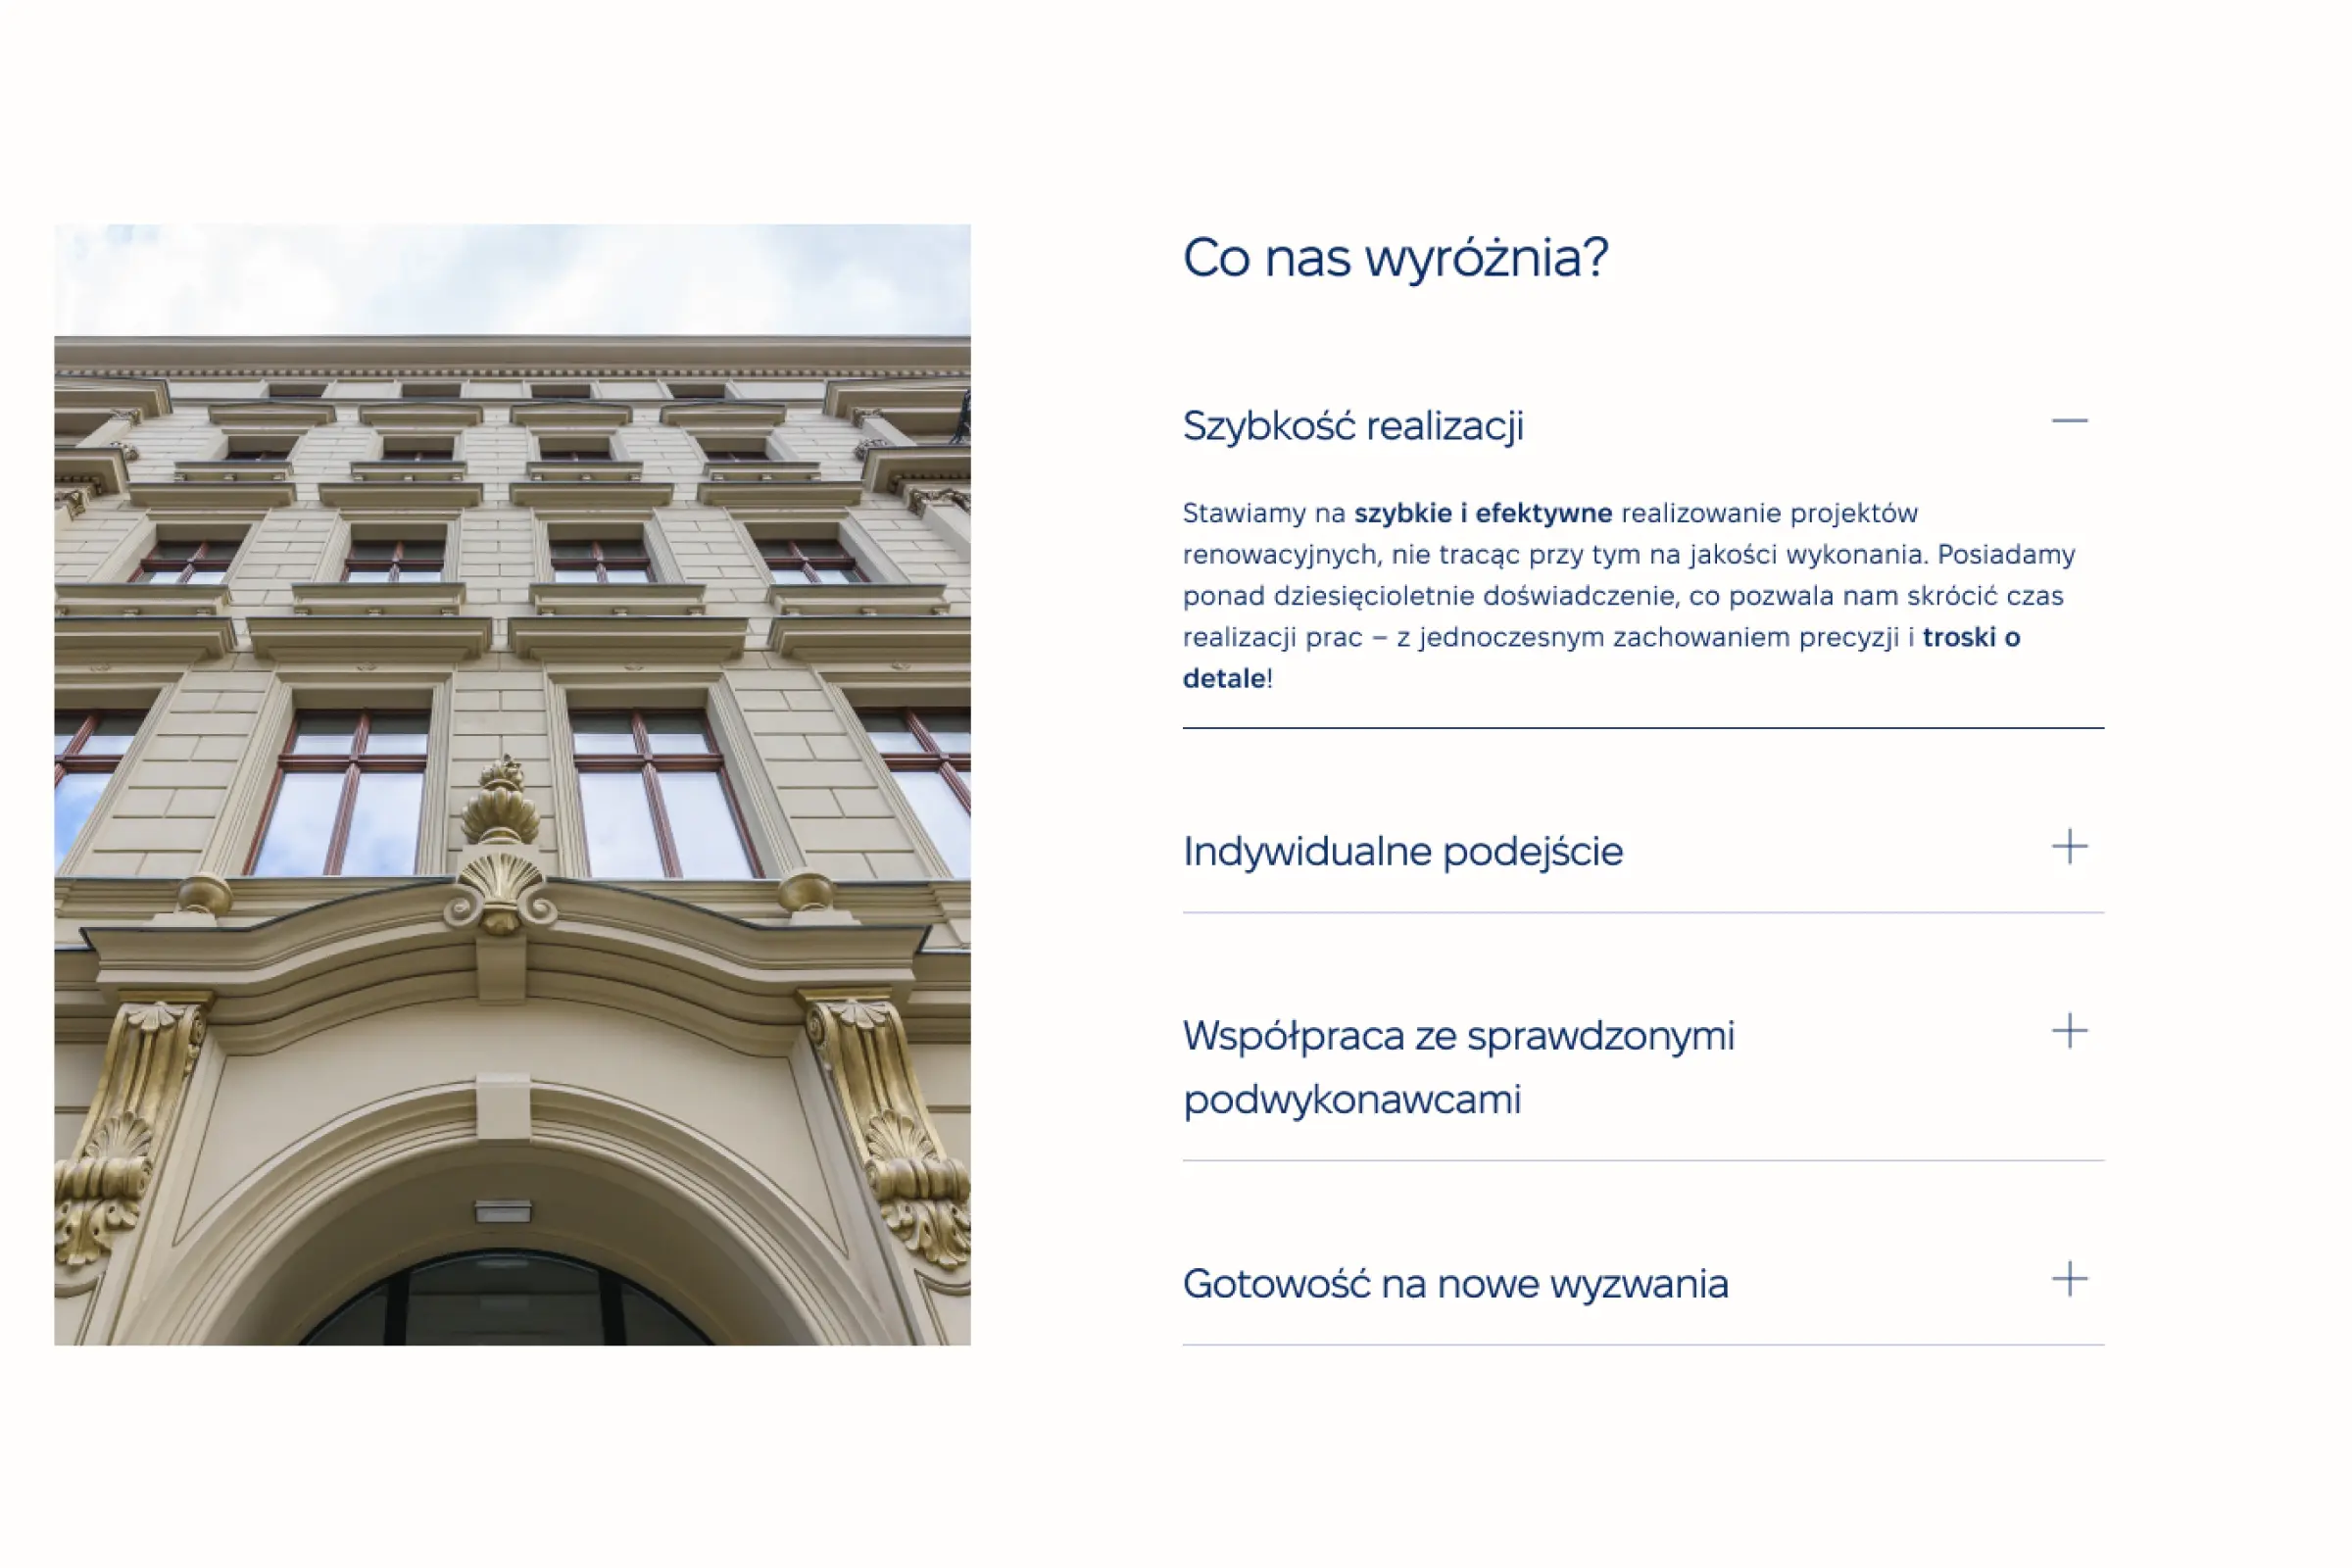 Co nas wyróżnia?
Szybkość realizacji
Stawiamy na szybkie i efektywne realizowanie projektów
renowacyjnych, nie tracąc przy tym na jakości wykonania. Posiadamy
ponad dziesięcioletnie doświadczenie, co pozwala nam skrócić czas
realizacji prac – z jednoczesnym zachowaniem precyzji i troski o
detale!
Indywidualne podejście
Współpraca ze sprawdzonymi
podwykonawcami
Gotowość na nowe wyzwania